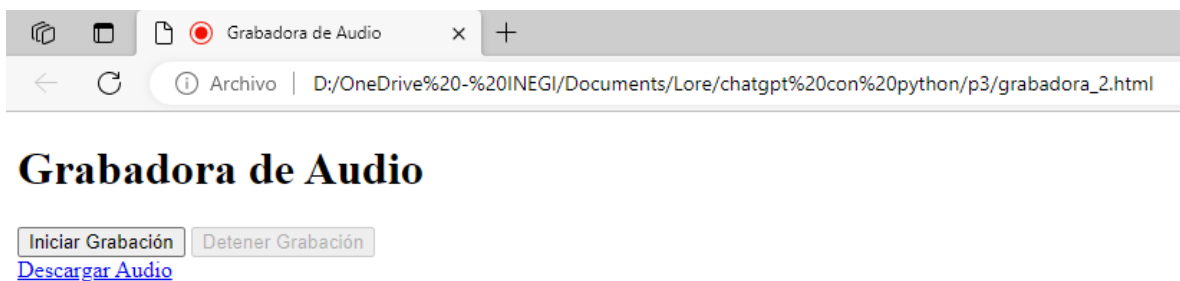 Grabadora de Audio
Archivo | D:/OneDrive%20-%20INEGI/Documents/Lore/chatgpt%20con%20python/p3/grabadora_2.html
Grabadora de Audio
Iniciar Grabación Detener Grabación
Descargar Audio